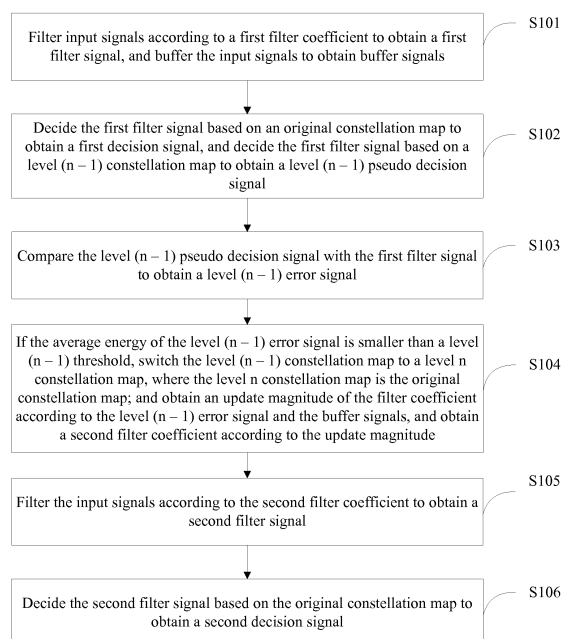 S101
Filter input signals according to a first filter coefficient to obtain a first
filter signal, and buffer the input signals to obtain buffer signals
Decide the first filter signal based on an original constellation map to
obtain a first decision signal, and decide the first filter signal based on a
level (n – 1) constellation map to obtain a level (n – 1) pseudo decision
signal
S102
Compare the level (n – 1) pseudo decision signal with the first filter signal
to obtain a level (n – 1) error signal
S103
If the average energy of the level (n – 1) error signal is smaller than a level
(n – 1) threshold, switch the level (n – 1) constellation map to a level n
constellation map, where the level n constellation map is the original
constellation map; and obtain an update magnitude of the filter coefficient
according to the level (n – 1) error signal and the buffer signals, and obtain
a second filter coefficient according to the update magnitude
S104
Filter the input signals according to the second filter coefficient to obtain a
second filter signal
S105
Decide the second filter signal based on the original constellation map to
obtain a second decision signal
S106